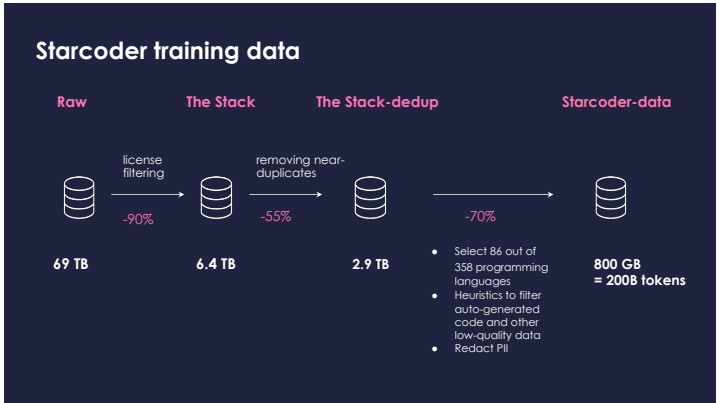 Starcoder training data
Raw
The Stack
The Stack-dedup
Starcoder-data
license
filtering
removing near-
duplicates
-90%
-55%
-70%
69 TB
6.4 TB
2.9 TB
● Select 86 out of
358 programming
languages
● Heuristics to filter
auto-generated
code and other
low-quality data
● Redact PII
800 GB
= 200B tokens